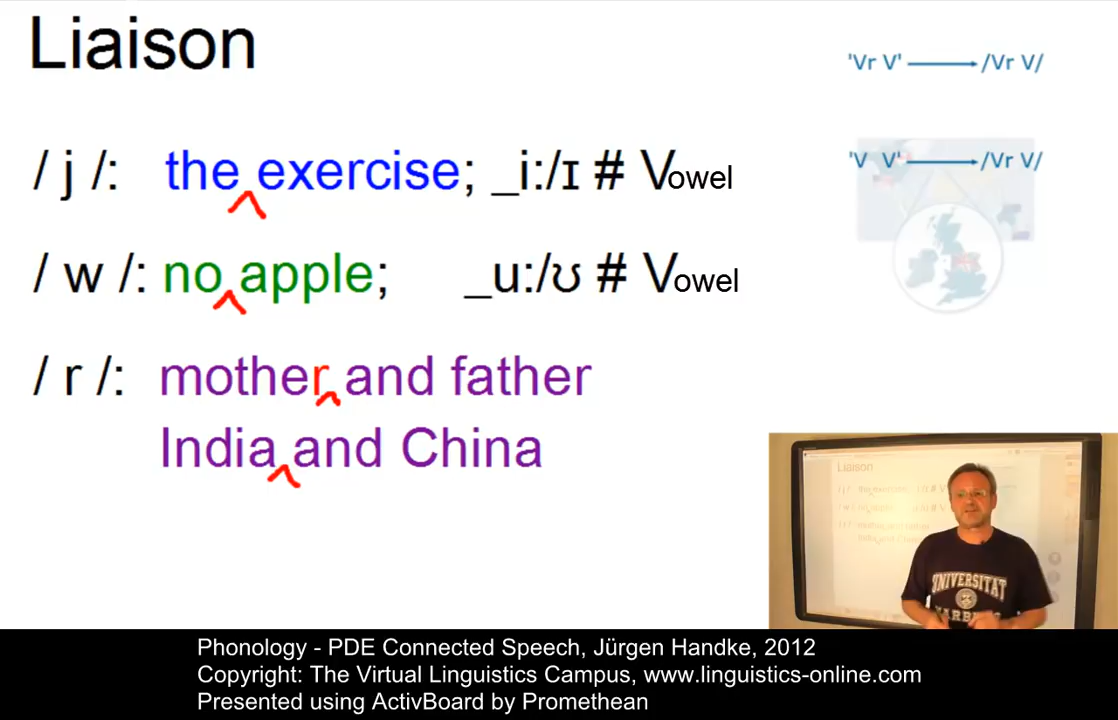 Liaison
'Vr V' → /Vr V/
/ j /: the exercise; _i:/ɪ # Vowel
'V V' → /Vr V/
/ w /: no apple; _u:/ʊ # Vowel
/ r /: mother and father
India and China
Liaison
UNIVERSITAT
Phonology - PDE Connected Speech, Jürgen Handke, 2012
Copyright: The Virtual Linguistics Campus, www.linguistics-online.com
Presented using ActivBoard by Promethean